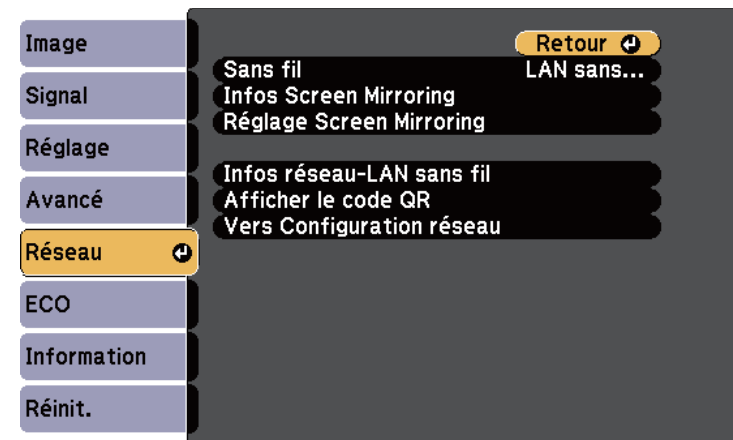 Image
Signal
Réglage
Avancé
Réseau
ECO
Information
Réinit.
Retour
Sans fil LAN sans...
Infos Screen Mirroring
Réglage Screen Mirroring
Infos réseau-LAN sans fil
Afficher le code QR
Vers Configuration réseau